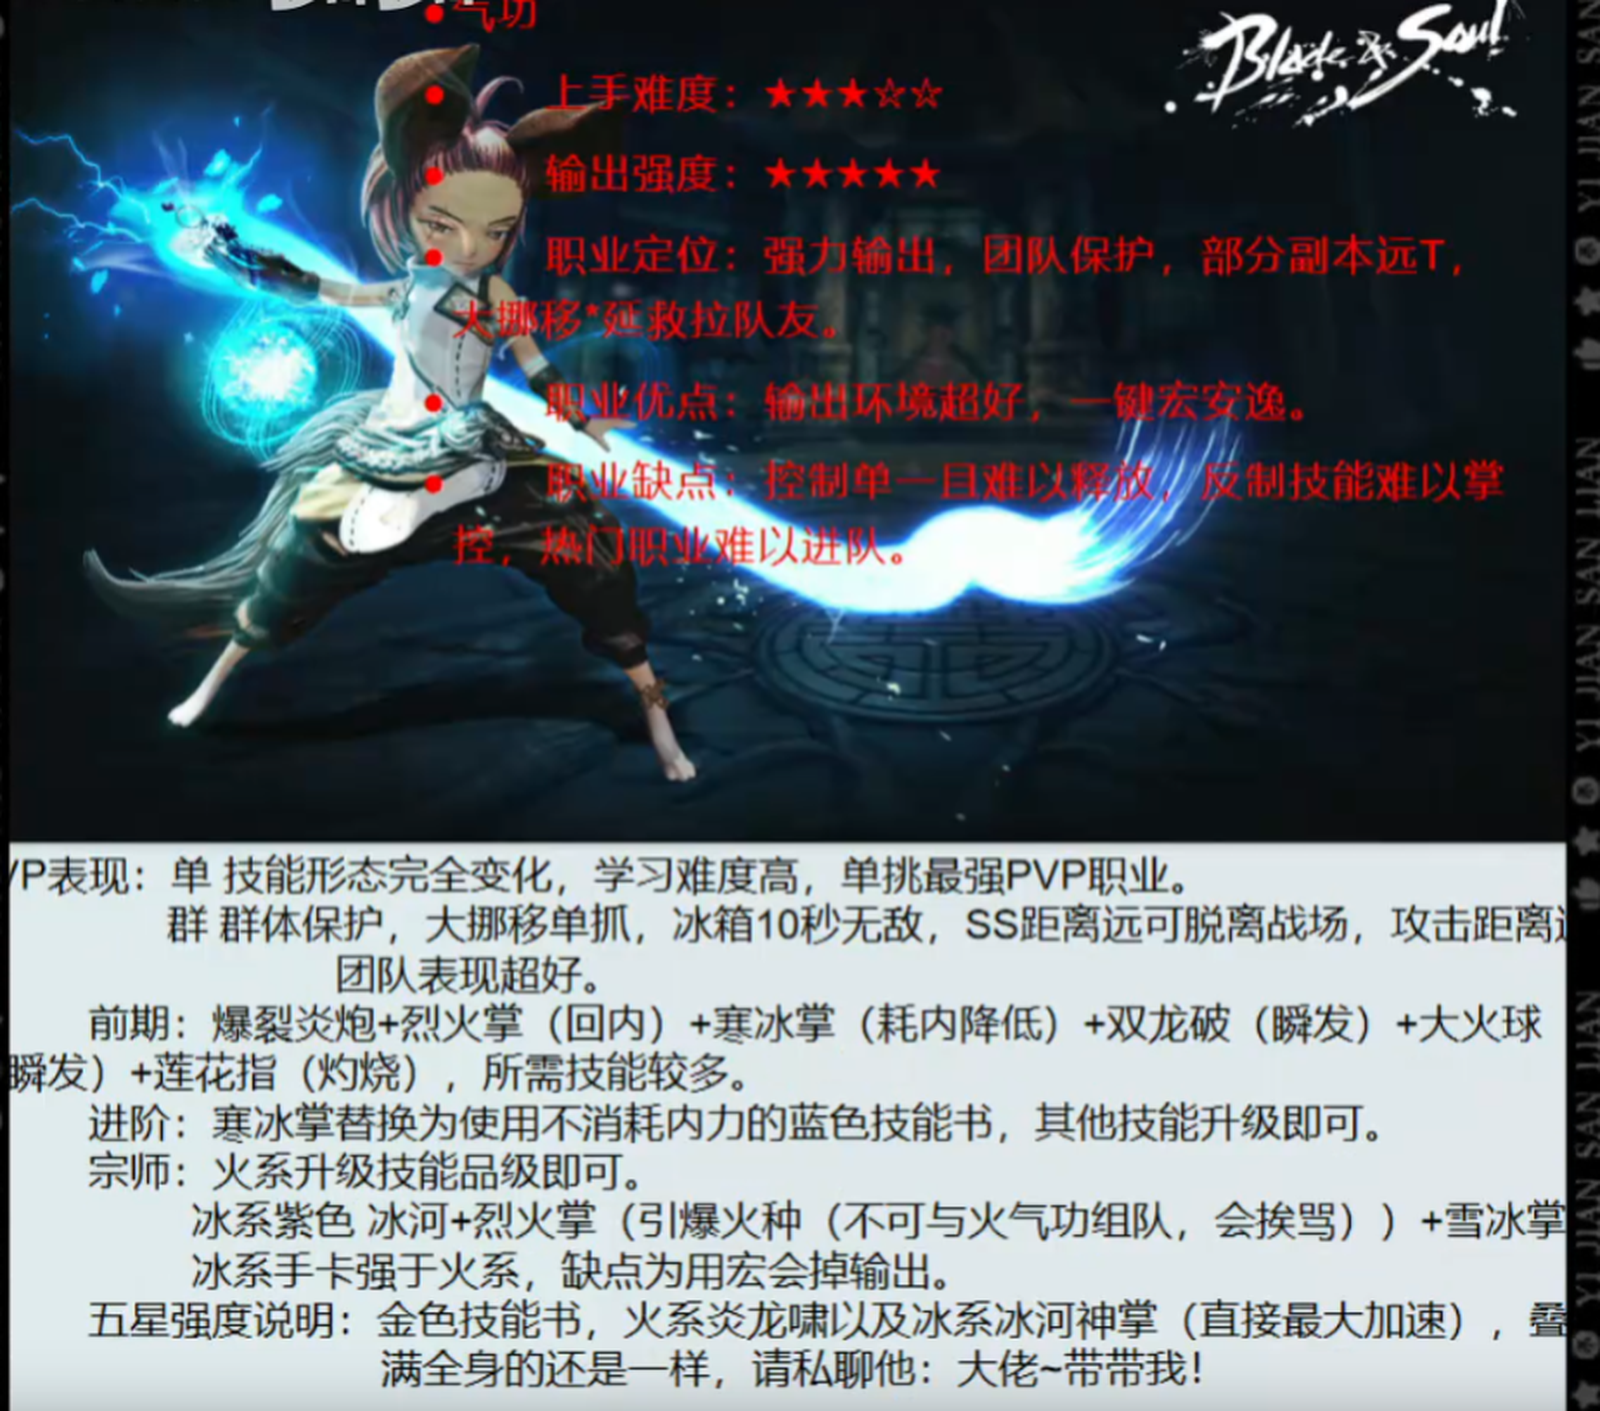 气功
Blade & Soul
上手难度：★★★☆☆
输出强度：★★★★★
职业定位：强力输出，团队保护，部分副本远T，
大挪移*延救拉队友。
职业优点：输出环境超好，一键宏安逸。
职业缺点：控制单一且难以释放，反制技能难以掌
控，热门职业难以进队。
VP表现：单 技能形态完全变化，学习难度高，单挑最强PVP职业。
群 群体保护，大挪移单抓，冰箱10秒无敌，SS距离远可脱离战场，攻击距离
团队表现超好。
前期：爆裂炎炮+烈火掌（回内）+寒冰掌（耗内降低）+双龙破（瞬发）+大火球
瞬发）+莲花指（灼烧），所需技能较多。
进阶：寒冰掌替换为使用不消耗内力的蓝色技能书，其他技能升级即可。
宗师：火系升级技能品级即可。
冰系紫色 冰河+烈火掌（引爆火种（不可与火气功组队，会挨骂））+雪冰掌
冰系手卡强于火系，缺点为用宏会掉输出。
五星强度说明：金色技能书，火系炎龙啸以及冰系冰河神掌（直接最大加速），叠
满全身的还是一样，请私聊他：大佬~带带我！
YI JIAN SAN LIAN
YI JIAN SAN LIAN
YI JIAN SAN LIAN